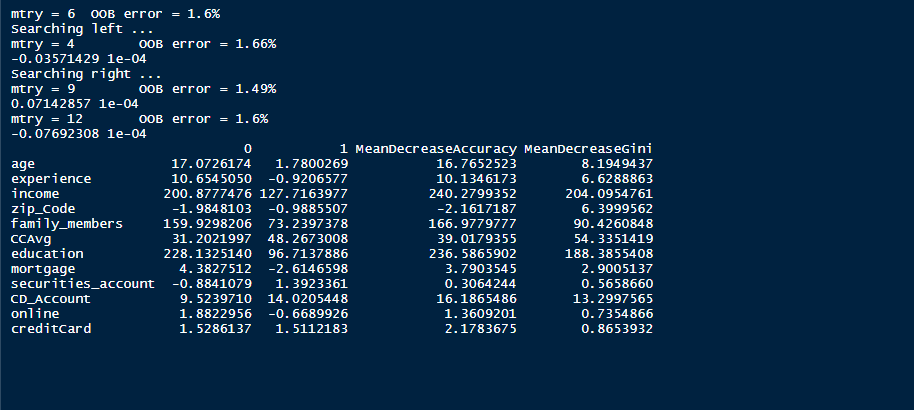 mtry = 6  OOB error = 1.6%
Searching left ...
mtry = 4     OOB error = 1.66%
-0.03571429 1e-04
Searching right ...
mtry = 9     OOB error = 1.49%
0.07142857 1e-04
mtry = 12     OOB error = 1.6%
-0.07692308 1e-04
                             0           1 MeanDecreaseAccuracy MeanDecreaseGini
age                 17.0726174   1.7800269           16.7652523        8.1949437
experience          10.6545050  -0.9206577           10.1346173        6.6288863
income             200.8777476 127.7163977          240.2799352      204.0954761
zip_Code            -1.9848103  -0.9885507           -2.1617187        6.3999562
family_members     159.9298206  73.2397378          166.9779777       90.4260848
CCAvg               31.2021997  48.2673008           39.0179355       54.3351419
education          228.1325140  96.7137886          236.5865902      188.3855408
mortgage             4.3827512  -2.6146598            3.7903545        2.9005137
securities_account  -0.8841079   1.3923361            0.3064244        0.5658660
CD_Account           9.5239710  14.0205448           16.1865486       13.2997565
online               1.8822956  -0.6689926            1.3609201        0.7354866
creditCard           1.5286137   1.5112183            2.1783675        0.8653932